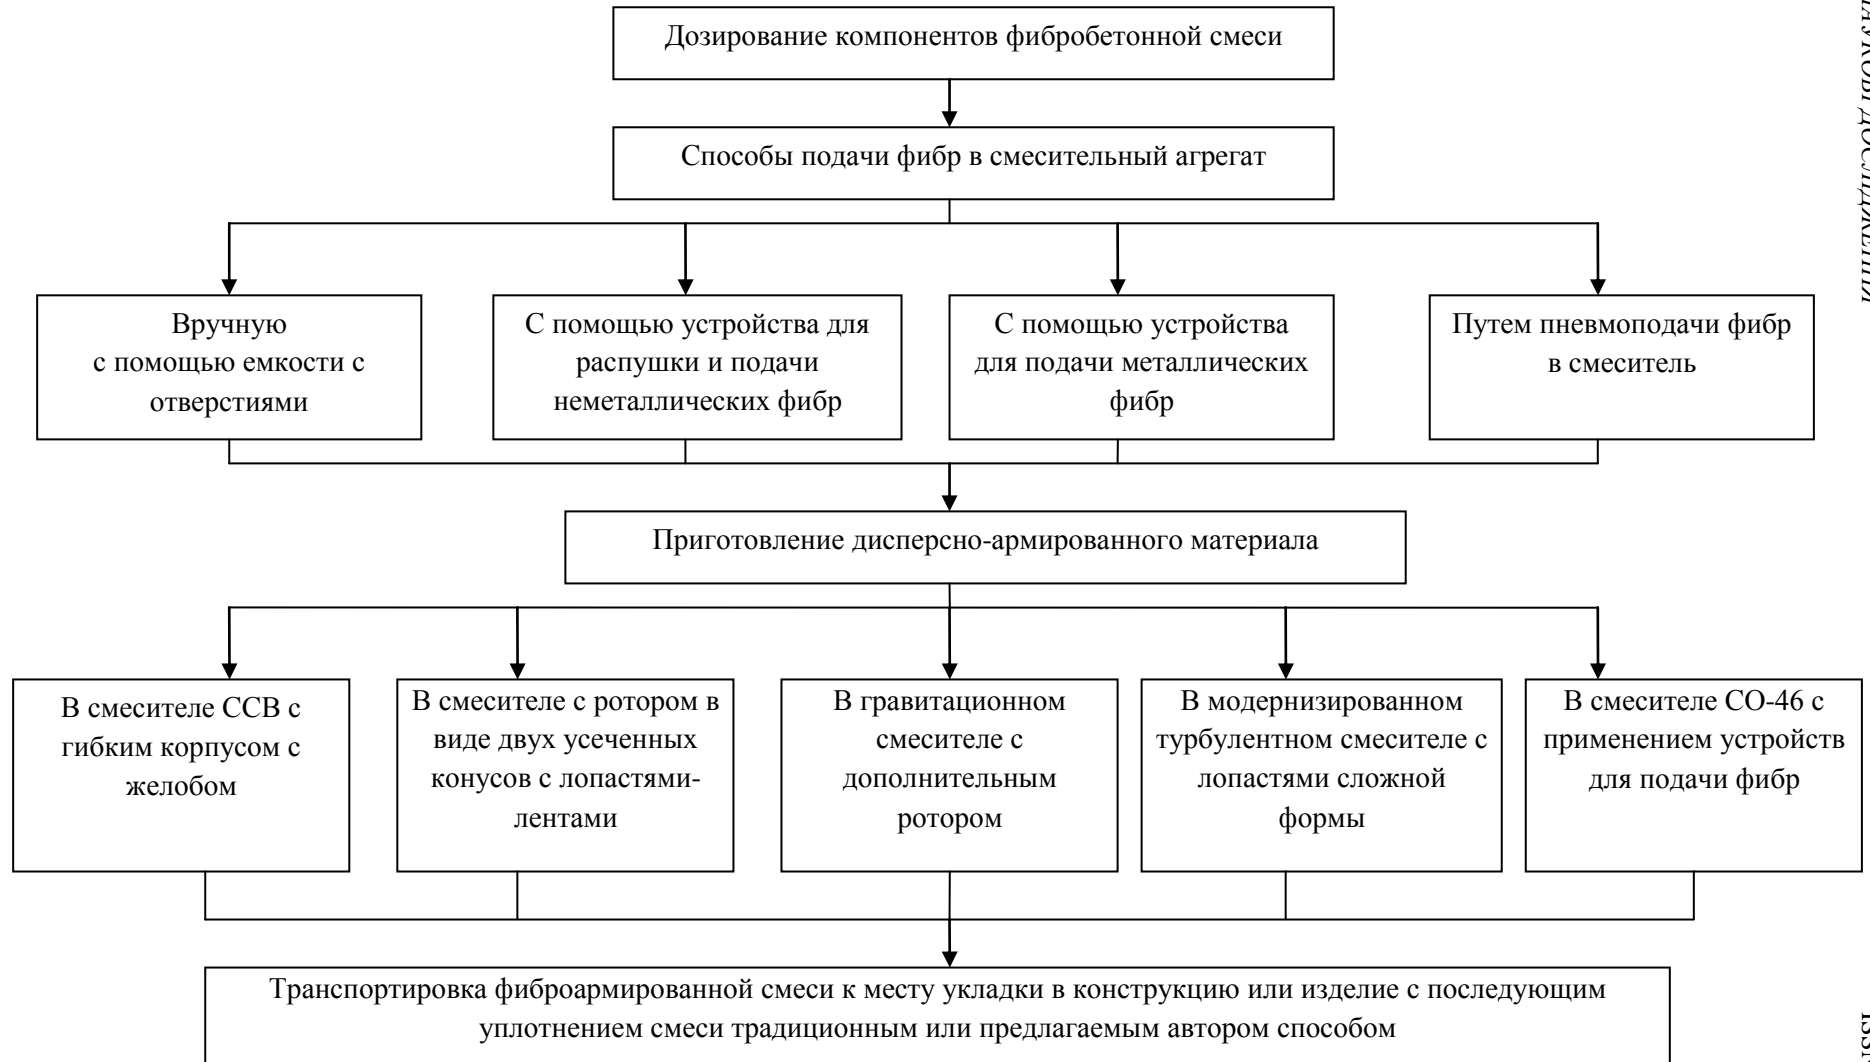 Дозирование компонентов фибробетонной смеси
Способы подачи фибр в смесительный агрегат
Вручную
с помощью емкости с
отверстиями
С помощью устройства для
распушки и подачи
неметаллических фибр
С помощью устройства
для подачи металлических
фибр
Путем пневмоподачи фибр
в смеситель
Приготовление дисперсно-армированного материала
В смесителе ССВ с
гибким корпусом с
желобом
В смесителе с ротором в
виде двух усеченных
конусов с лопастями-
лентами
В гравитационном
смесителе с
дополнительным
ротором
В модернизированном
турбулентном смесителе с
лопастями сложной
формы
В смесителе СО-46 с
применением устройств
для подачи фибр
Транспортировка фиброармированной смеси к месту укладки в конструкцию или изделие с последующим
уплотнением смеси традиционным или предлагаемым автором способом